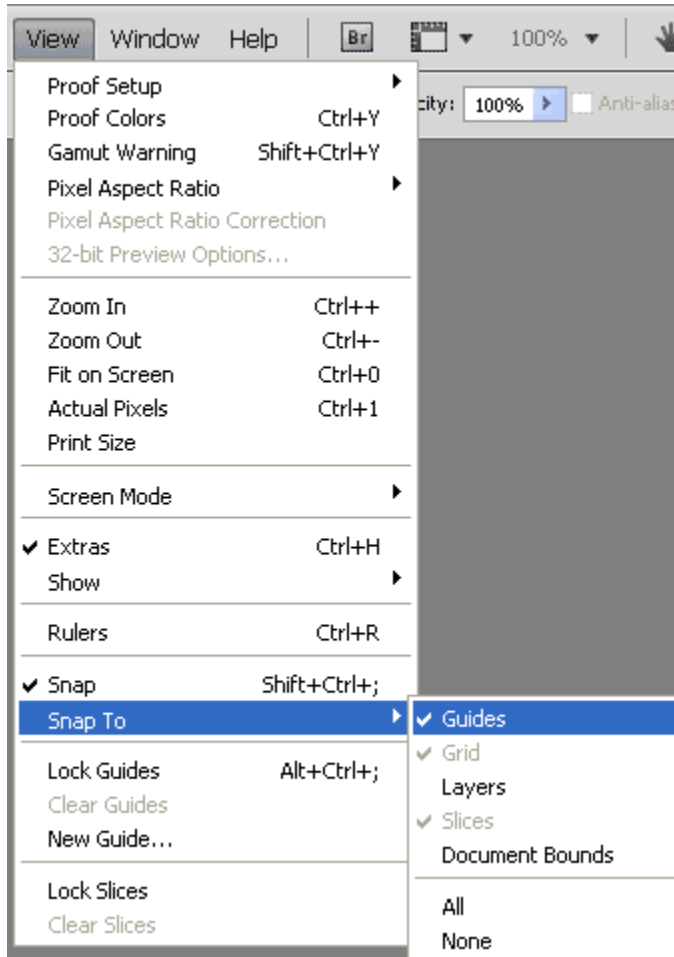 View Window Help Br 100%
city: 100% Anti-alias
Proof Setup
Proof Colors Ctrl+Y
Gamut Warning Shift+Ctrl+Y
Pixel Aspect Ratio
Pixel Aspect Ratio Correction
32-bit Preview Options...
Zoom In Ctrl++
Zoom Out Ctrl+-
Fit on Screen Ctrl+0
Actual Pixels Ctrl+1
Print Size
Screen Mode
Extras Ctrl+H
Show
Rulers Ctrl+R
Snap Shift+Ctrl+;
Snap To
Lock Guides Alt+Ctrl+;
Clear Guides
New Guide...
Lock Slices
Clear Slices
Guides
Grid
Layers
Slices
Document Bounds
All
None